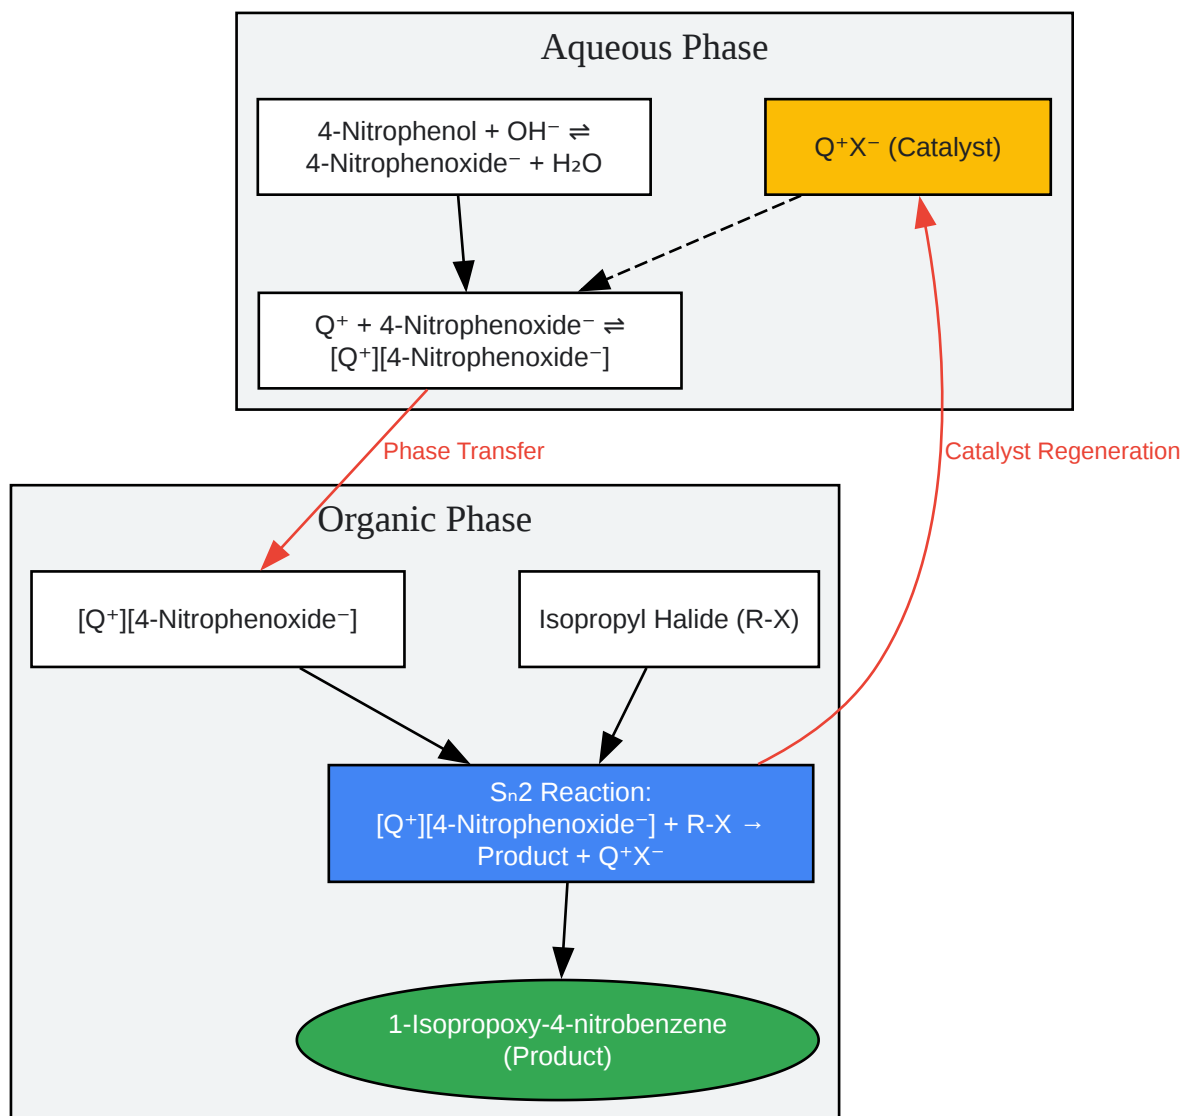 Aqueous Phase
4-Nitrophenol + OH⁻ ⇌
4-Nitrophenoxide⁻ + H₂O
Q⁺X⁻ (Catalyst)
Q⁺ + 4-Nitrophenoxide⁻ ⇌
[Q⁺][4-Nitrophenoxide⁻]
Phase Transfer
Catalyst Regeneration
Organic Phase
[Q⁺][4-Nitrophenoxide⁻]
Isopropyl Halide (R-X)
Sₙ2 Reaction:
[Q⁺][4-Nitrophenoxide⁻] + R-X →
Product + Q⁺X⁻
1-Isopropoxy-4-nitrobenzene
(Product)